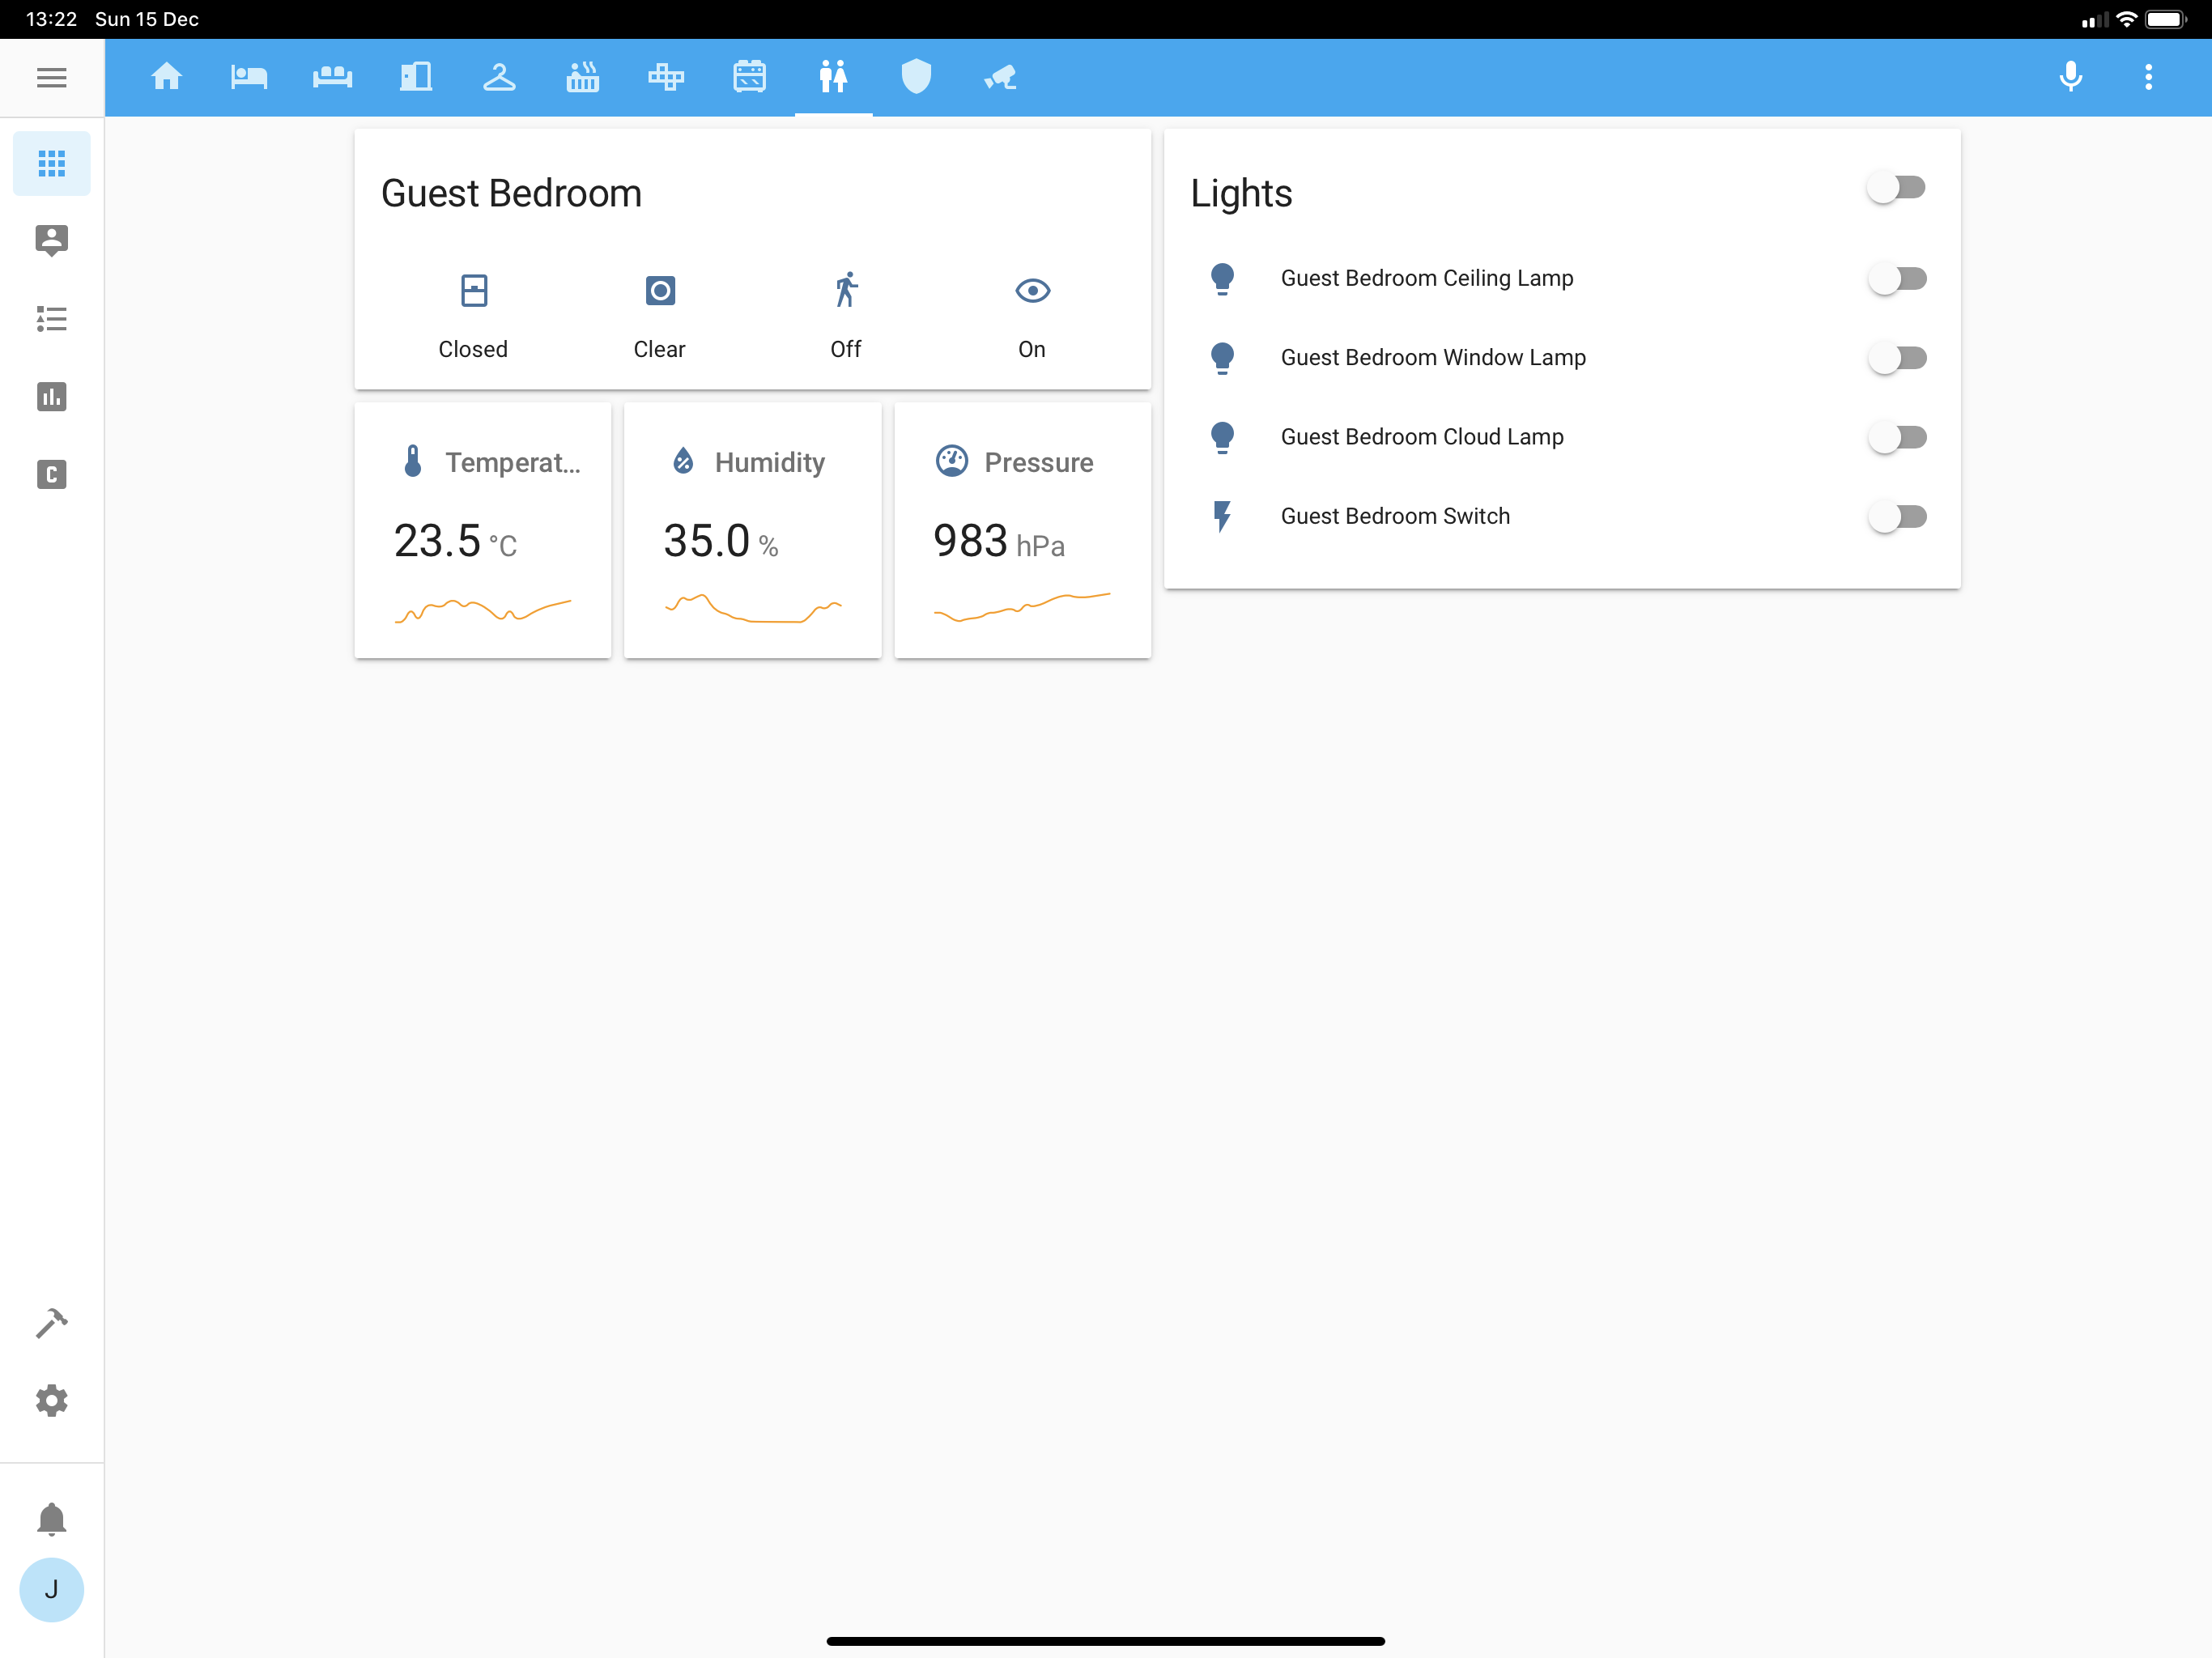 13:22 Sun 15 Dec
Guest Bedroom
Closed
Clear
Off
On
Temperat...
23.5 °C
Humidity
35.0 %
Pressure
983 hPa
Lights
Guest Bedroom Ceiling Lamp
Guest Bedroom Window Lamp
Guest Bedroom Cloud Lamp
Guest Bedroom Switch
C
J